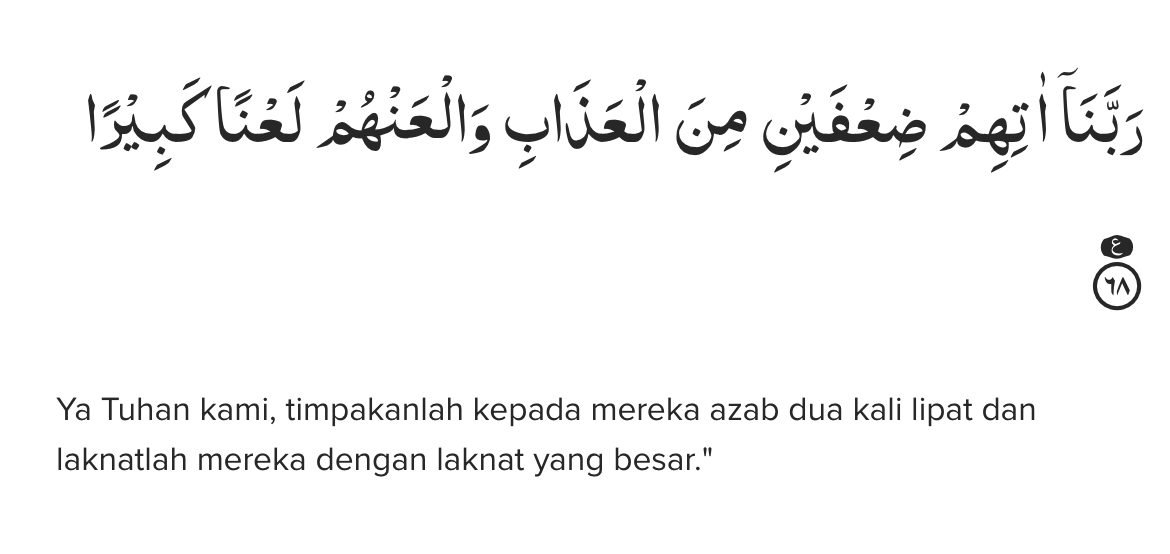 رَبَّنَآ اٰتِهِمْ ضِعْفَيْنِ مِنَ الْعَذَابِ وَالْعَنْهُمْ لَعْنًا كَبِيْرًا
ع
٦٨
Ya Tuhan kami, timpakanlah kepada mereka azab dua kali lipat dan
laknatlah mereka dengan laknat yang besar."